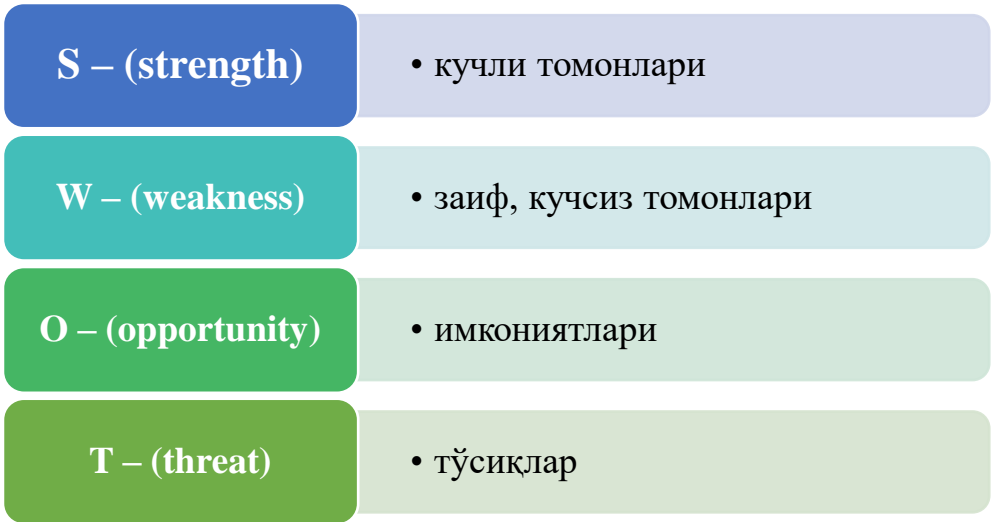 S – (strength)
• кучли томонлари
W – (weakness)
• заиф, кучсиз томонлари
O – (opportunity)
• имкониятлари
T – (threat)
• тўсиқлар